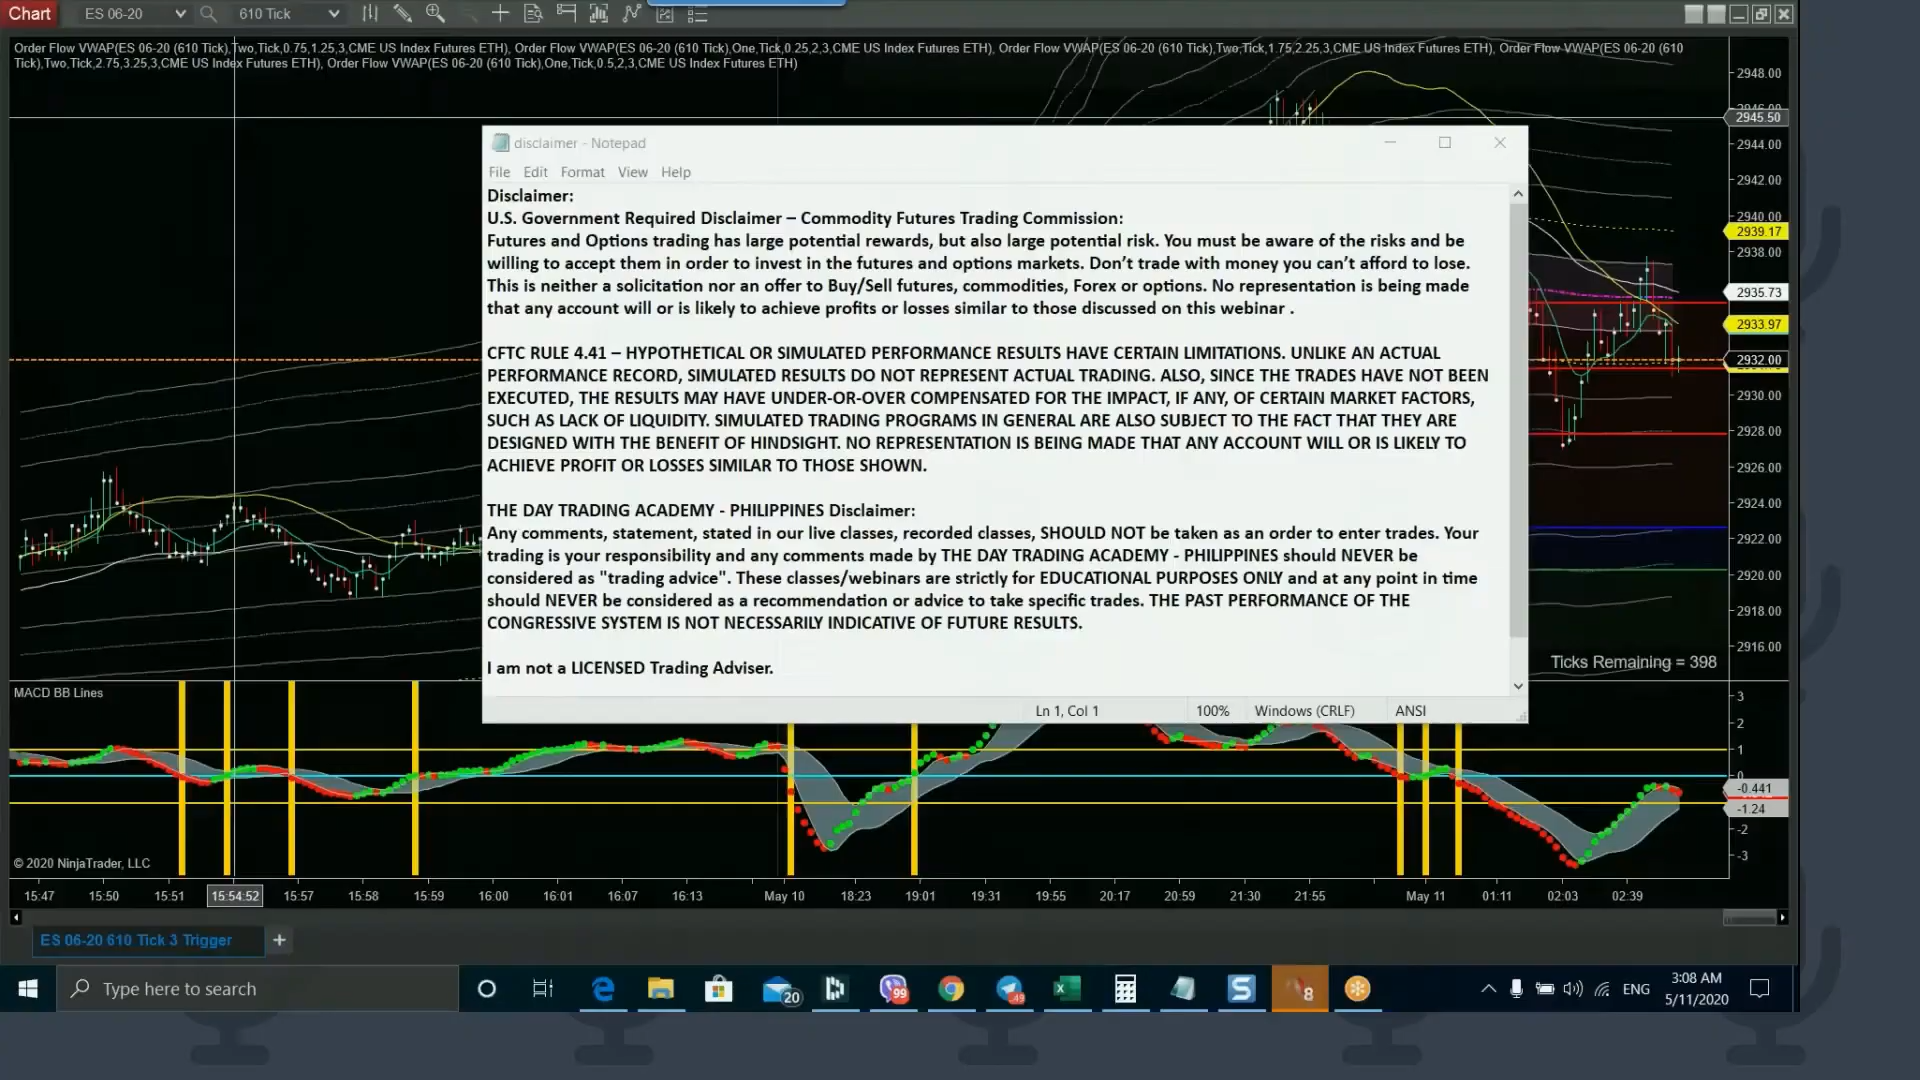 Chart
ES 06-20
610 Tick
Order Flow VWAP(ES 06-20 (610 Tick),Two,Tick,0.75,1.25,3,CME US Index Futures ETH), Order Flow VWAP(ES 06-20 (610 Tick),One,Tick,0.25,2,3,CME US Index Futures ETH), Order Flow VWAP(ES 06-20 (610 Tick),Two,Tick,1.75,2.25,3,CME US Index Futures ETH), Order Flow VWAP(ES 06-20 (610
Tick),Two,Tick,2.75,3.25,3,CME US Index Futures ETH), Order Flow VWAP(ES 06-20 (610 Tick),One,Tick,0.5,2,3,CME US Index Futures ETH)
2948.00
2945.50
2944.00
2942.00
2940.00
2939.17
2938.00
2935.73
2933.97
2932.00
2930.00
2928.00
2926.00
2924.00
2922.00
2920.00
2918.00
2916.00
disclaimer - Notepad
File Edit Format View Help
Disclaimer:
U.S. Government Required Disclaimer – Commodity Futures Trading Commission:
Futures and Options trading has large potential rewards, but also large potential risk. You must be aware of the risks and be
willing to accept them in order to invest in the futures and options markets. Don’t trade with money you can’t afford to lose.
This is neither a solicitation nor an offer to Buy/Sell futures, commodities, Forex or options. No representation is being made
that any account will or is likely to achieve profits or losses similar to those discussed on this webinar .
CFTC RULE 4.41 – HYPOTHETICAL OR SIMULATED PERFORMANCE RESULTS HAVE CERTAIN LIMITATIONS. UNLIKE AN ACTUAL
PERFORMANCE RECORD, SIMULATED RESULTS DO NOT REPRESENT ACTUAL TRADING. ALSO, SINCE THE TRADES HAVE NOT BEEN
EXECUTED, THE RESULTS MAY HAVE UNDER-OR-OVER COMPENSATED FOR THE IMPACT, IF ANY, OF CERTAIN MARKET FACTORS,
SUCH AS LACK OF LIQUIDITY. SIMULATED TRADING PROGRAMS IN GENERAL ARE ALSO SUBJECT TO THE FACT THAT THEY ARE
DESIGNED WITH THE BENEFIT OF HINDSIGHT. NO REPRESENTATION IS BEING MADE THAT ANY ACCOUNT WILL OR IS LIKELY TO
ACHIEVE PROFIT OR LOSSES SIMILAR TO THOSE SHOWN.
THE DAY TRADING ACADEMY - PHILIPPINES Disclaimer:
Any comments, statement, stated in our live classes, recorded classes, SHOULD NOT be taken as an order to enter trades. Your
trading is your responsibility and any comments made by THE DAY TRADING ACADEMY - PHILIPPINES should NEVER be
considered as "trading advice". These classes/webinars are strictly for EDUCATIONAL PURPOSES ONLY and at any point in time
should NEVER be considered as a recommendation or advice to take specific trades. THE PAST PERFORMANCE OF THE
CONGRESSIVE SYSTEM IS NOT NECESSARILY INDICATIVE OF FUTURE RESULTS.
I am not a LICENSED Trading Adviser.
Ln 1, Col 1 100% Windows (CRLF) ANSI
Ticks Remaining = 398
MACD BB Lines
3
2
1
0
-0.441
-1.24
-2
-3
© 2020 NinjaTrader, LLC
15:47 15:50 15:51 15:54:52 15:57 15:58 15:59 16:00 16:01 16:07 16:13 May 10 18:23 19:01 19:31 19:55 20:17 20:59 21:30 21:55 May 11 01:11 02:03 02:39
ES 06-20 610 Tick 3 Trigger
Type here to search
20
99
49
8
ENG
3:08 AM
5/11/2020